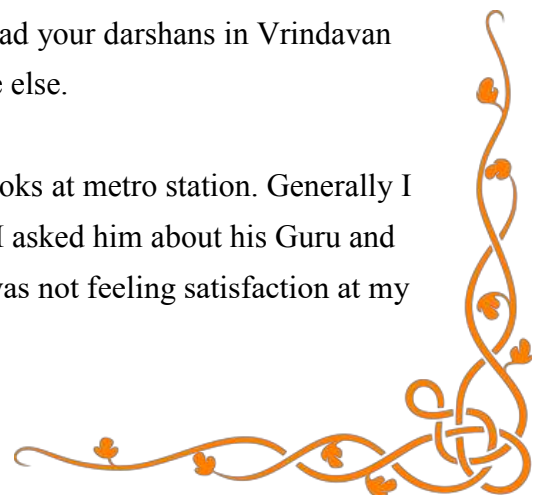 ad your darshans in Vrindavan
e else.
ooks at metro station. Generally I
I asked him about his Guru and
vas not feeling satisfaction at my